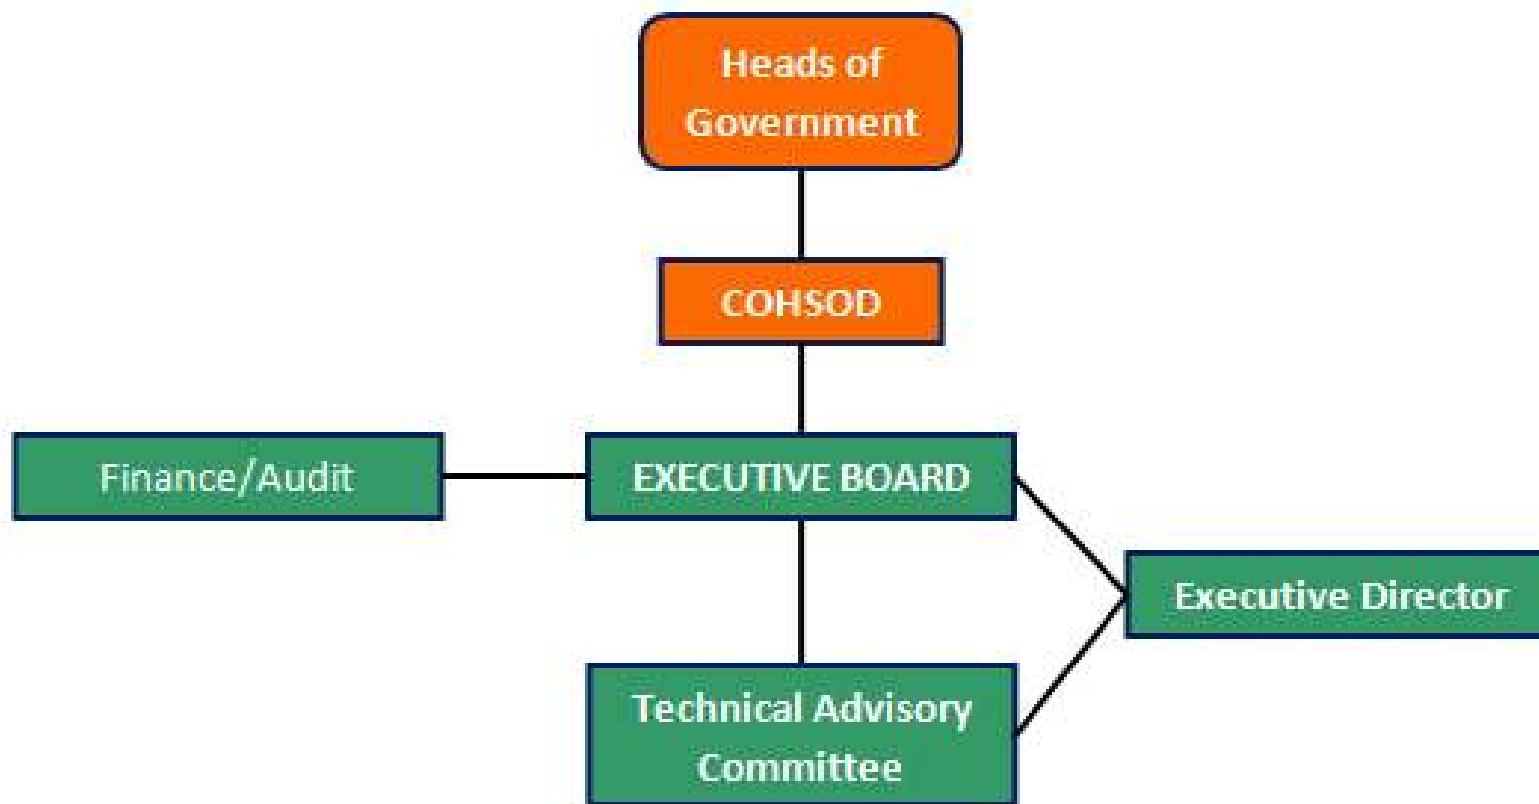 Heads of
Government
COHSOD
Finance/Audit
EXECUTIVE BOARD
Executive Director
Technical Advisory
Committee